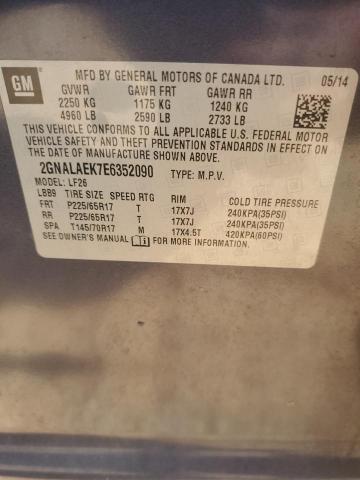 GM
MFD BY GENERAL MOTORS OF CANADA LTD. 05/14
GVWR GAWR FRT GAWR RR
2250 KG 1175 KG 1240 KG
4960 LB 2590 LB 2733 LB
THIS VEHICLE CONFORMS TO ALL APPLICABLE U.S. FEDERAL MOTOR
VEHICLE SAFETY AND THEFT PREVENTION STANDARDS IN EFFECT ON
THE DATE OF MANUFACTURE SHOWN ABOVE.
2GNALAEK7E6352090 TYPE: M.P.V.
MODEL: LF26
LBB9 TIRE SIZE SPEED RTG RIM COLD TIRE PRESSURE
FRT P225/65R17 T 17X7J 240KPA(35PSI)
RR P225/65R17 T 17X7J 240KPA(35PSI)
SPA T145/70R17 M 17X4.5T 420KPA(60PSI)
SEE OWNER'S MANUAL FOR MORE INFORMATION.